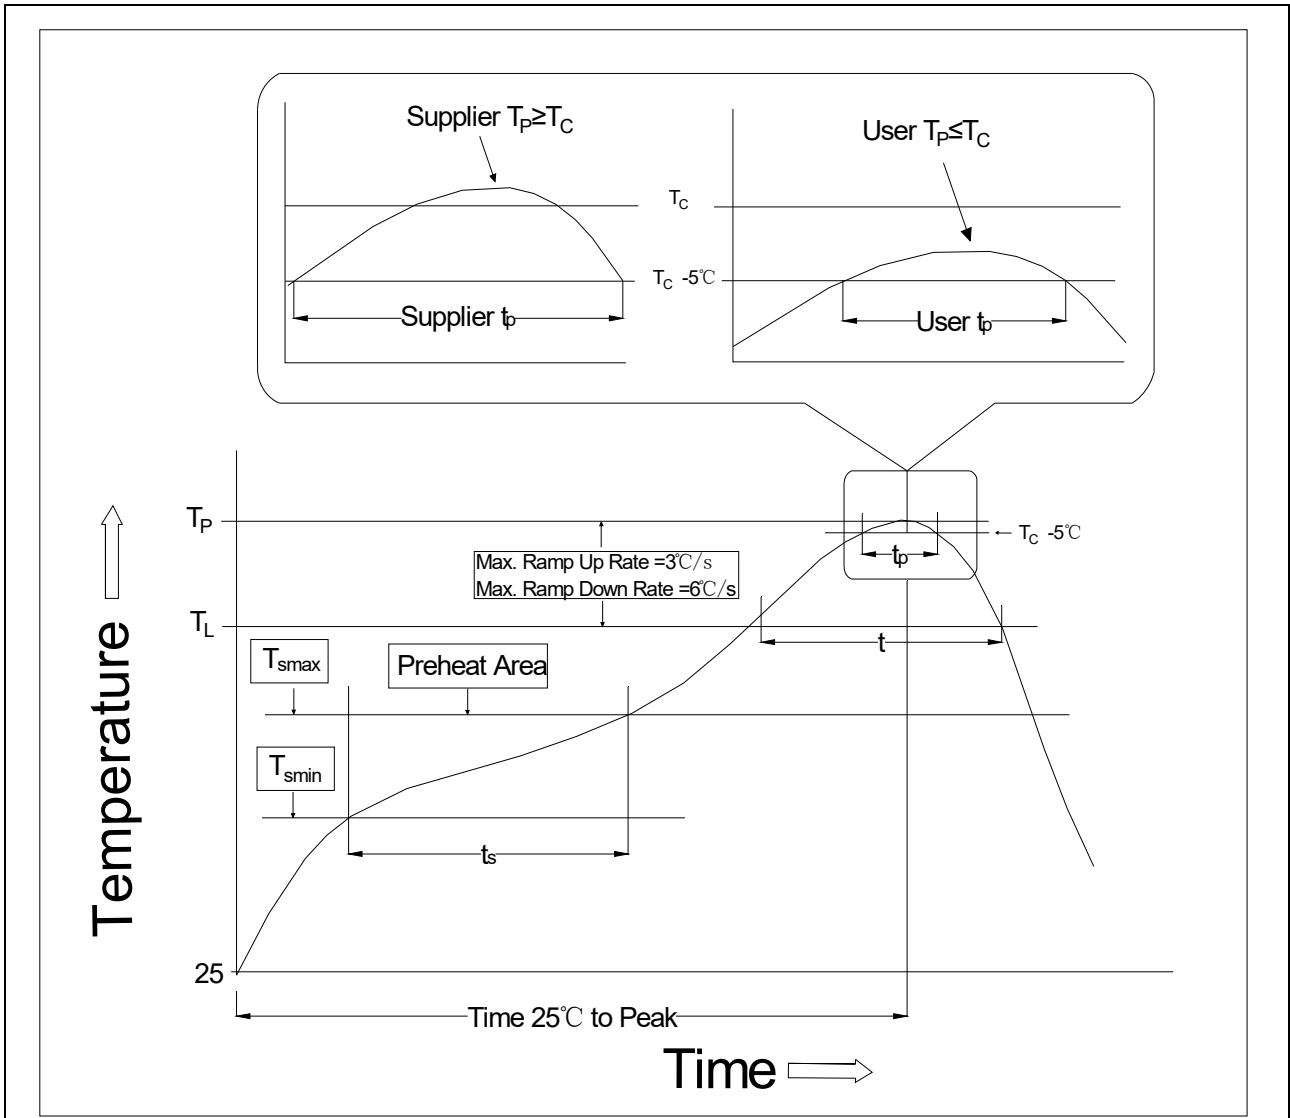 Supplier TP≥TC
User TP≤TC
TC
TC -5℃
Supplier tp
User tp
TP
TC -5℃
tp
Max. Ramp Up Rate =3℃/s
Max. Ramp Down Rate =6℃/s
TL
t
Tsmax
Preheat Area
Tsmin
ts
Temperature
25
Time 25℃ to Peak
Time